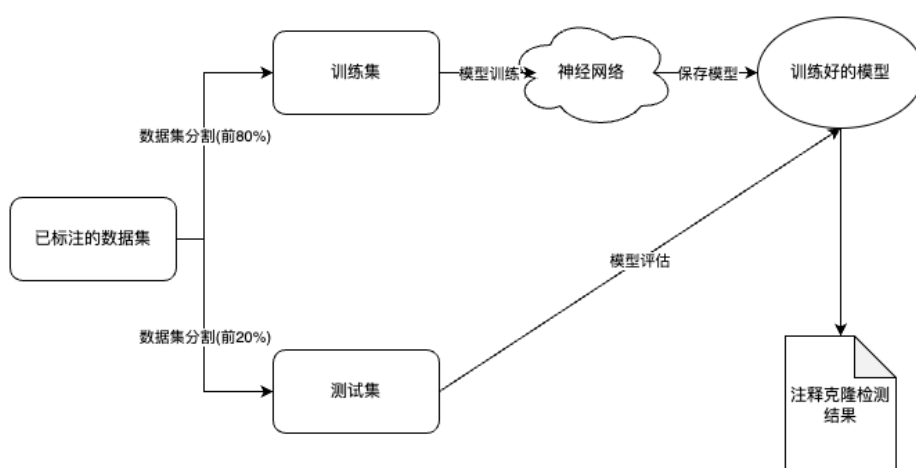 训练集
模型训练
神经网络
保存模型
训练好的模型
数据集分割(前80%)
已标注的数据集
模型评估
数据集分割(前20%)
测试集
注释克隆检测
结果